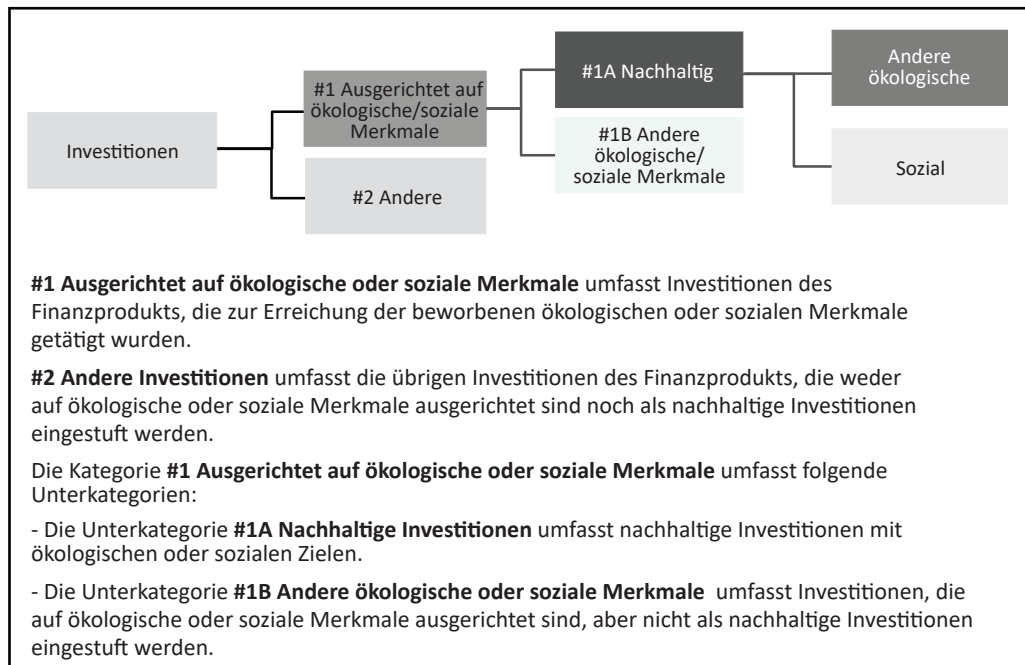 Investitionen
#1 Ausgerichtet auf
ökologische/soziale
Merkmale
#2 Andere
#1A Nachhaltig
#1B Andere
ökologische/
soziale Merkmale
Andere
ökologische
Sozial
#1 Ausgerichtet auf ökologische oder soziale Merkmale umfasst Investitionen des
Finanzprodukts, die zur Erreichung der beworbenen ökologischen oder sozialen Merkmale
getätigt wurden.
#2 Andere Investitionen umfasst die übrigen Investitionen des Finanzprodukts, die weder
auf ökologische oder soziale Merkmale ausgerichtet sind noch als nachhaltige Investitionen
eingestuft werden.
Die Kategorie #1 Ausgerichtet auf ökologische oder soziale Merkmale umfasst folgende
Unterkategorien:
- Die Unterkategorie #1A Nachhaltige Investitionen umfasst nachhaltige Investitionen mit
ökologischen oder sozialen Zielen.
- Die Unterkategorie #1B Andere ökologische oder soziale Merkmale umfasst Investitionen, die
auf ökologische oder soziale Merkmale ausgerichtet sind, aber nicht als nachhaltige Investitionen
eingestuft werden.